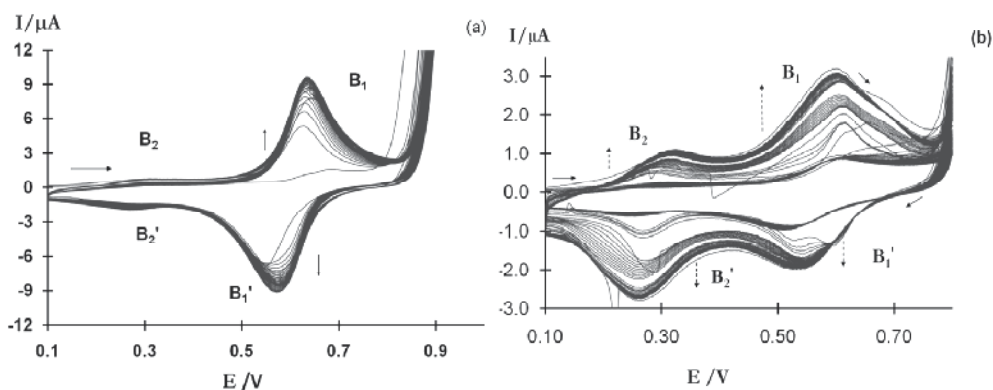 I/µA
(a)
12
9
6
3
0
-3
-6
-9
-12
B₁
B₂
B₂'
B₁'
0.1
0.3
0.5
0.7
0.9
E /V
I/µA
(b)
3.0
2.0
1.0
0.0
-1.0
-2.0
-3.0
B₁
B₂
B₂'
B₁'
0.10
0.30
0.50
0.70
E /V